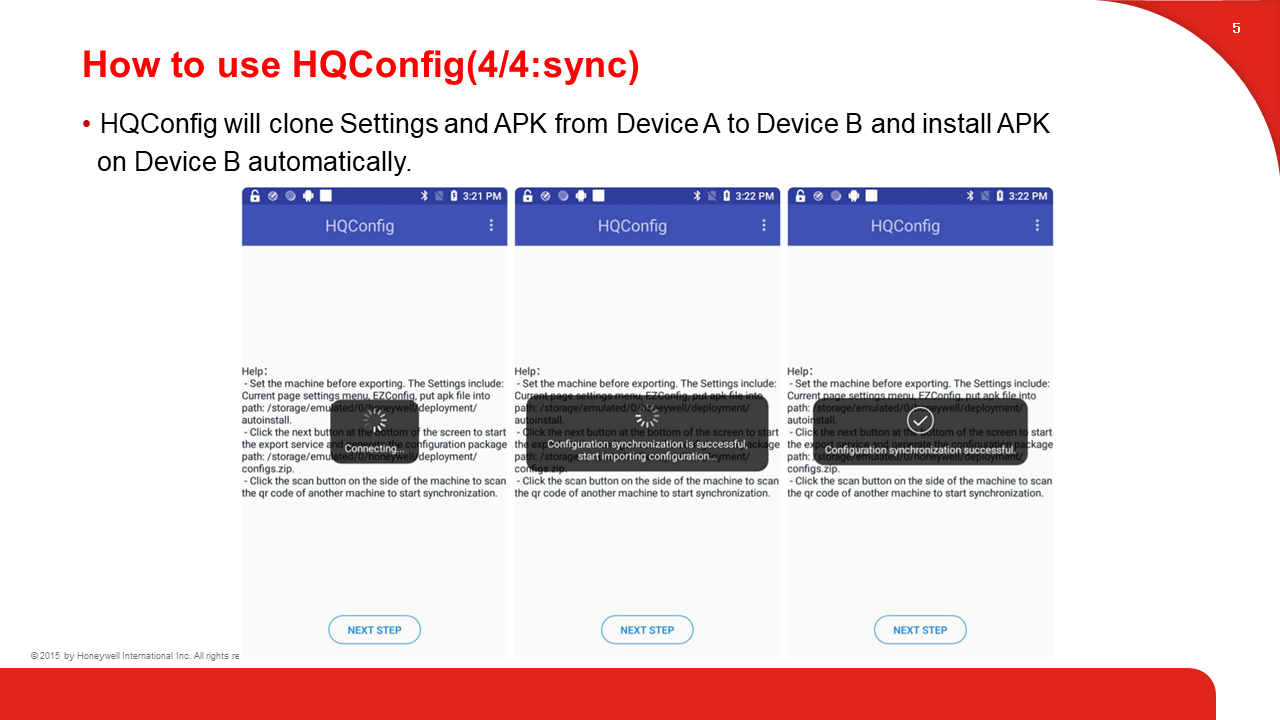 5
How to use HQConfig(4/4:sync)
• HQConfig will clone Settings and APK from Device A to Device B and install APK
on Device B automatically.
3:21 PM
HQConfig
Help:
- Set the machine before exporting. The Settings include:
Current page settings menu, EZConfig, put apk file into
path: /storage/emulated/0/honeywell/deployment/
autoinstall.
- Click the next button at the bottom of the screen to start
the export service and generate the configuration package
path: /storage/emulated/0/honeywell/deployment/
configs.zip.
- Click the scan button on the side of the machine to scan
the qr code of another machine to start synchronization.
Connecting...
NEXT STEP
3:22 PM
HQConfig
Help:
- Set the machine before exporting. The Settings include:
Current page settings menu, EZConfig, put apk file into
path: /storage/emulated/0/honeywell/deployment/
autoinstall.
- Click the next button at the bottom of the screen to start
the package
path:
configs.zip.
- Click the scan button on the side of the machine to scan
the qr code of another machine to start synchronization.
Configuration synchronization is successful,
start importing configuration...
NEXT STEP
3:22 PM
HQConfig
Help:
- Set the machine before exporting. The Settings include:
Current page settings menu, EZConfig, put apk file into
path: /storage/emulated/0/honeywell/deployment/
autoinstall.
- Click the next button at the bottom of the screen to start
the export service and generate the configuration package
path: /storage/emulated/0/honeywell/deployment/
configs.zip.
- Click the scan button on the side of the machine to scan
the qr code of another machine to start synchronization.
Configuration synchronization successful.
NEXT STEP
© 2015 by Honeywell International Inc. All rights re